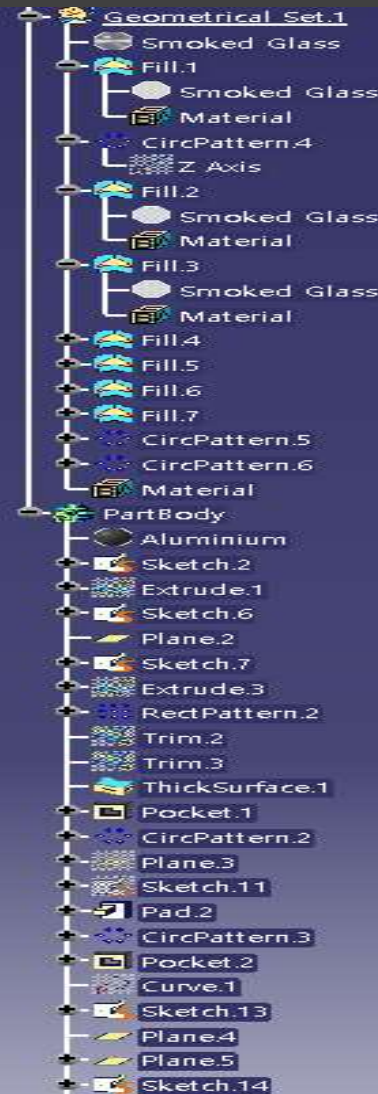 Geometrical Set.1
Smoked Glass
Fill.1
Smoked Glass
Material
CircPattern.4
Z Axis
Fill.2
Smoked Glass
Material
Fill.3
Smoked Glass
Material
Fill.4
Fill.5
Fill.6
Fill.7
CircPattern.5
CircPattern.6
Material
PartBody
Aluminium
Sketch.2
Extrude.1
Sketch.6
Plane.2
Sketch.7
Extrude.3
RectPattern.2
Trim.2
Trim.3
ThickSurface.1
Pocket.1
CircPattern.2
Plane.3
Sketch.11
Pad.2
CircPattern.3
Pocket.2
Curve.1
Sketch.13
Plane.4
Plane.5
Sketch.14